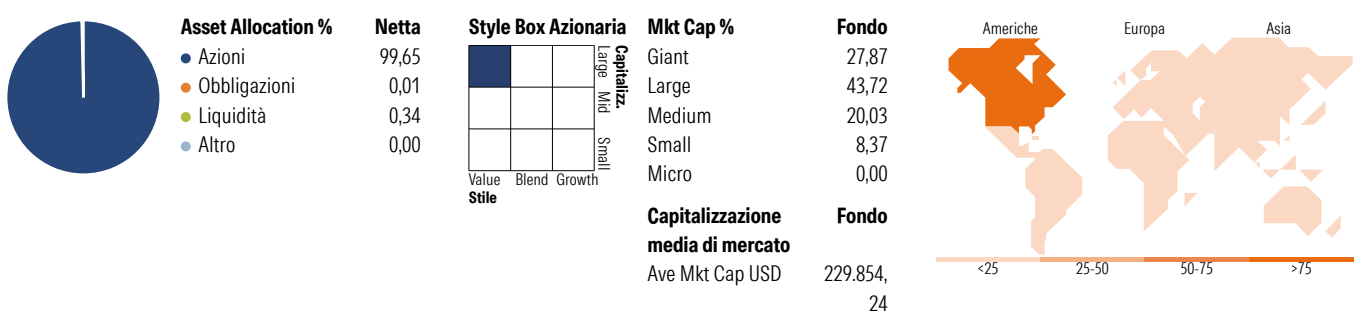 Asset Allocation % Netta
Azioni 99,65
Obbligazioni 0,01
Liquidità 0,34
Altro 0,00
Style Box Azionaria
Capitalizz.
Large Mid Small
Value Blend Growth
Stile
Mkt Cap % Fondo
Giant 27,87
Large 43,72
Medium 20,03
Small 8,37
Micro 0,00
Capitalizzazione Fondo
media di mercato
Ave Mkt Cap USD 229.854,
24
Americhe Europa Asia
<25 25-50 50-75 >75